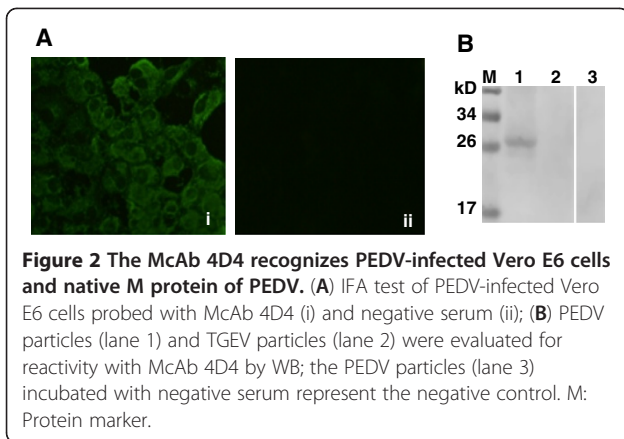 A
B
M 1 2 3
kD
34
26
17
i
ii
Figure 2 The McAb 4D4 recognizes PEDV-infected Vero E6 cells
and native M protein of PEDV. (A) IFA test of PEDV-infected Vero
E6 cells probed with McAb 4D4 (i) and negative serum (ii); (B) PEDV
particles (lane 1) and TGEV particles (lane 2) were evaluated for
reactivity with McAb 4D4 by WB; the PEDV particles (lane 3)
incubated with negative serum represent the negative control. M:
Protein marker.